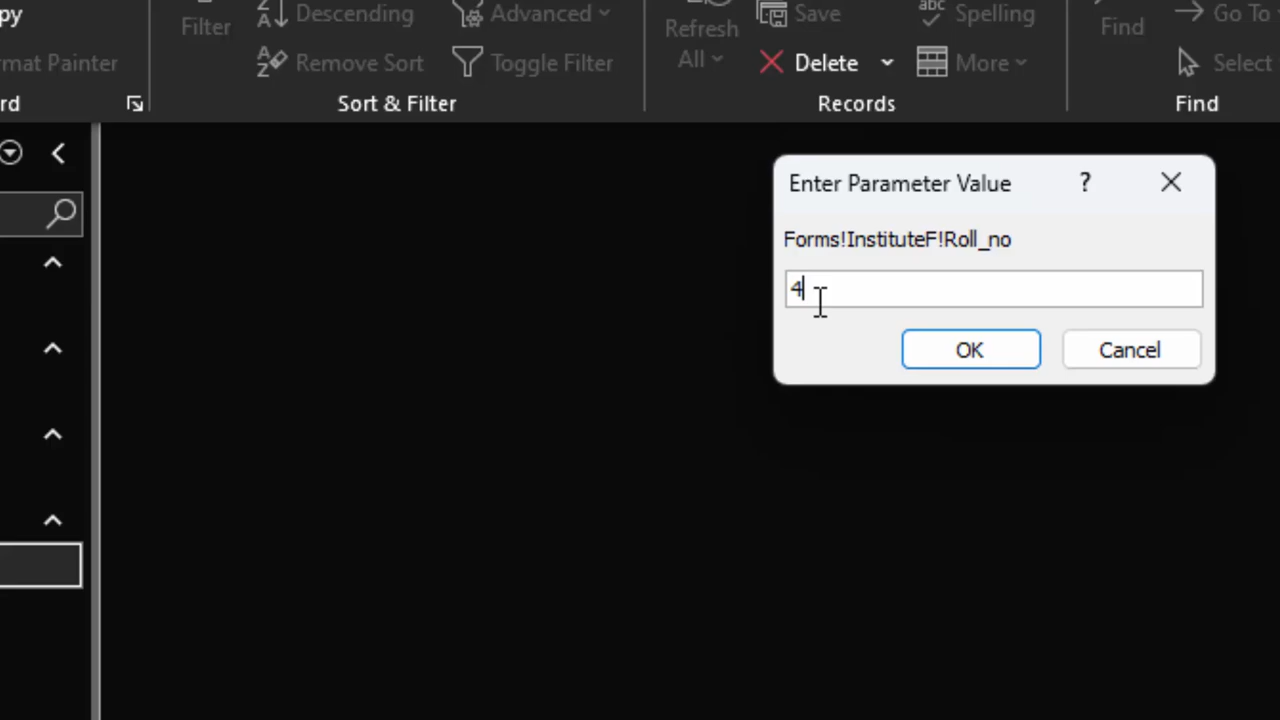 py
Filter
Descending
Advanced
Refresh
Save
Spelling
Find
Go To
rmat Painter
Remove Sort
Toggle Filter
All
Delete
More
Select
rd
Sort & Filter
Records
Find
Enter Parameter Value
?
Forms!InstituteF!Roll_no
4
OK
Cancel